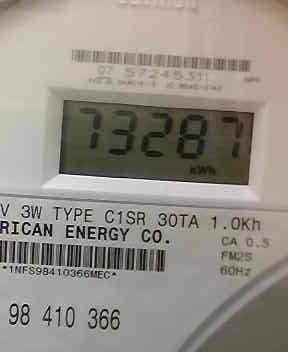 07 57245311
73287
kWh
V 3W TYPE C1SR 30TA 1.0Kh
RICAN ENERGY CO.
CA 0.5
FM2S
60Hz
*1NFS98410366MEC*
98 410 366